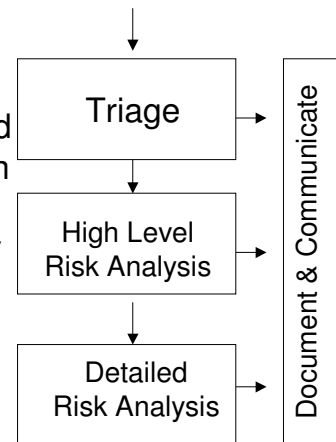 Triage
High Level
Risk Analysis
Detailed
Risk Analysis
Document & Communicate